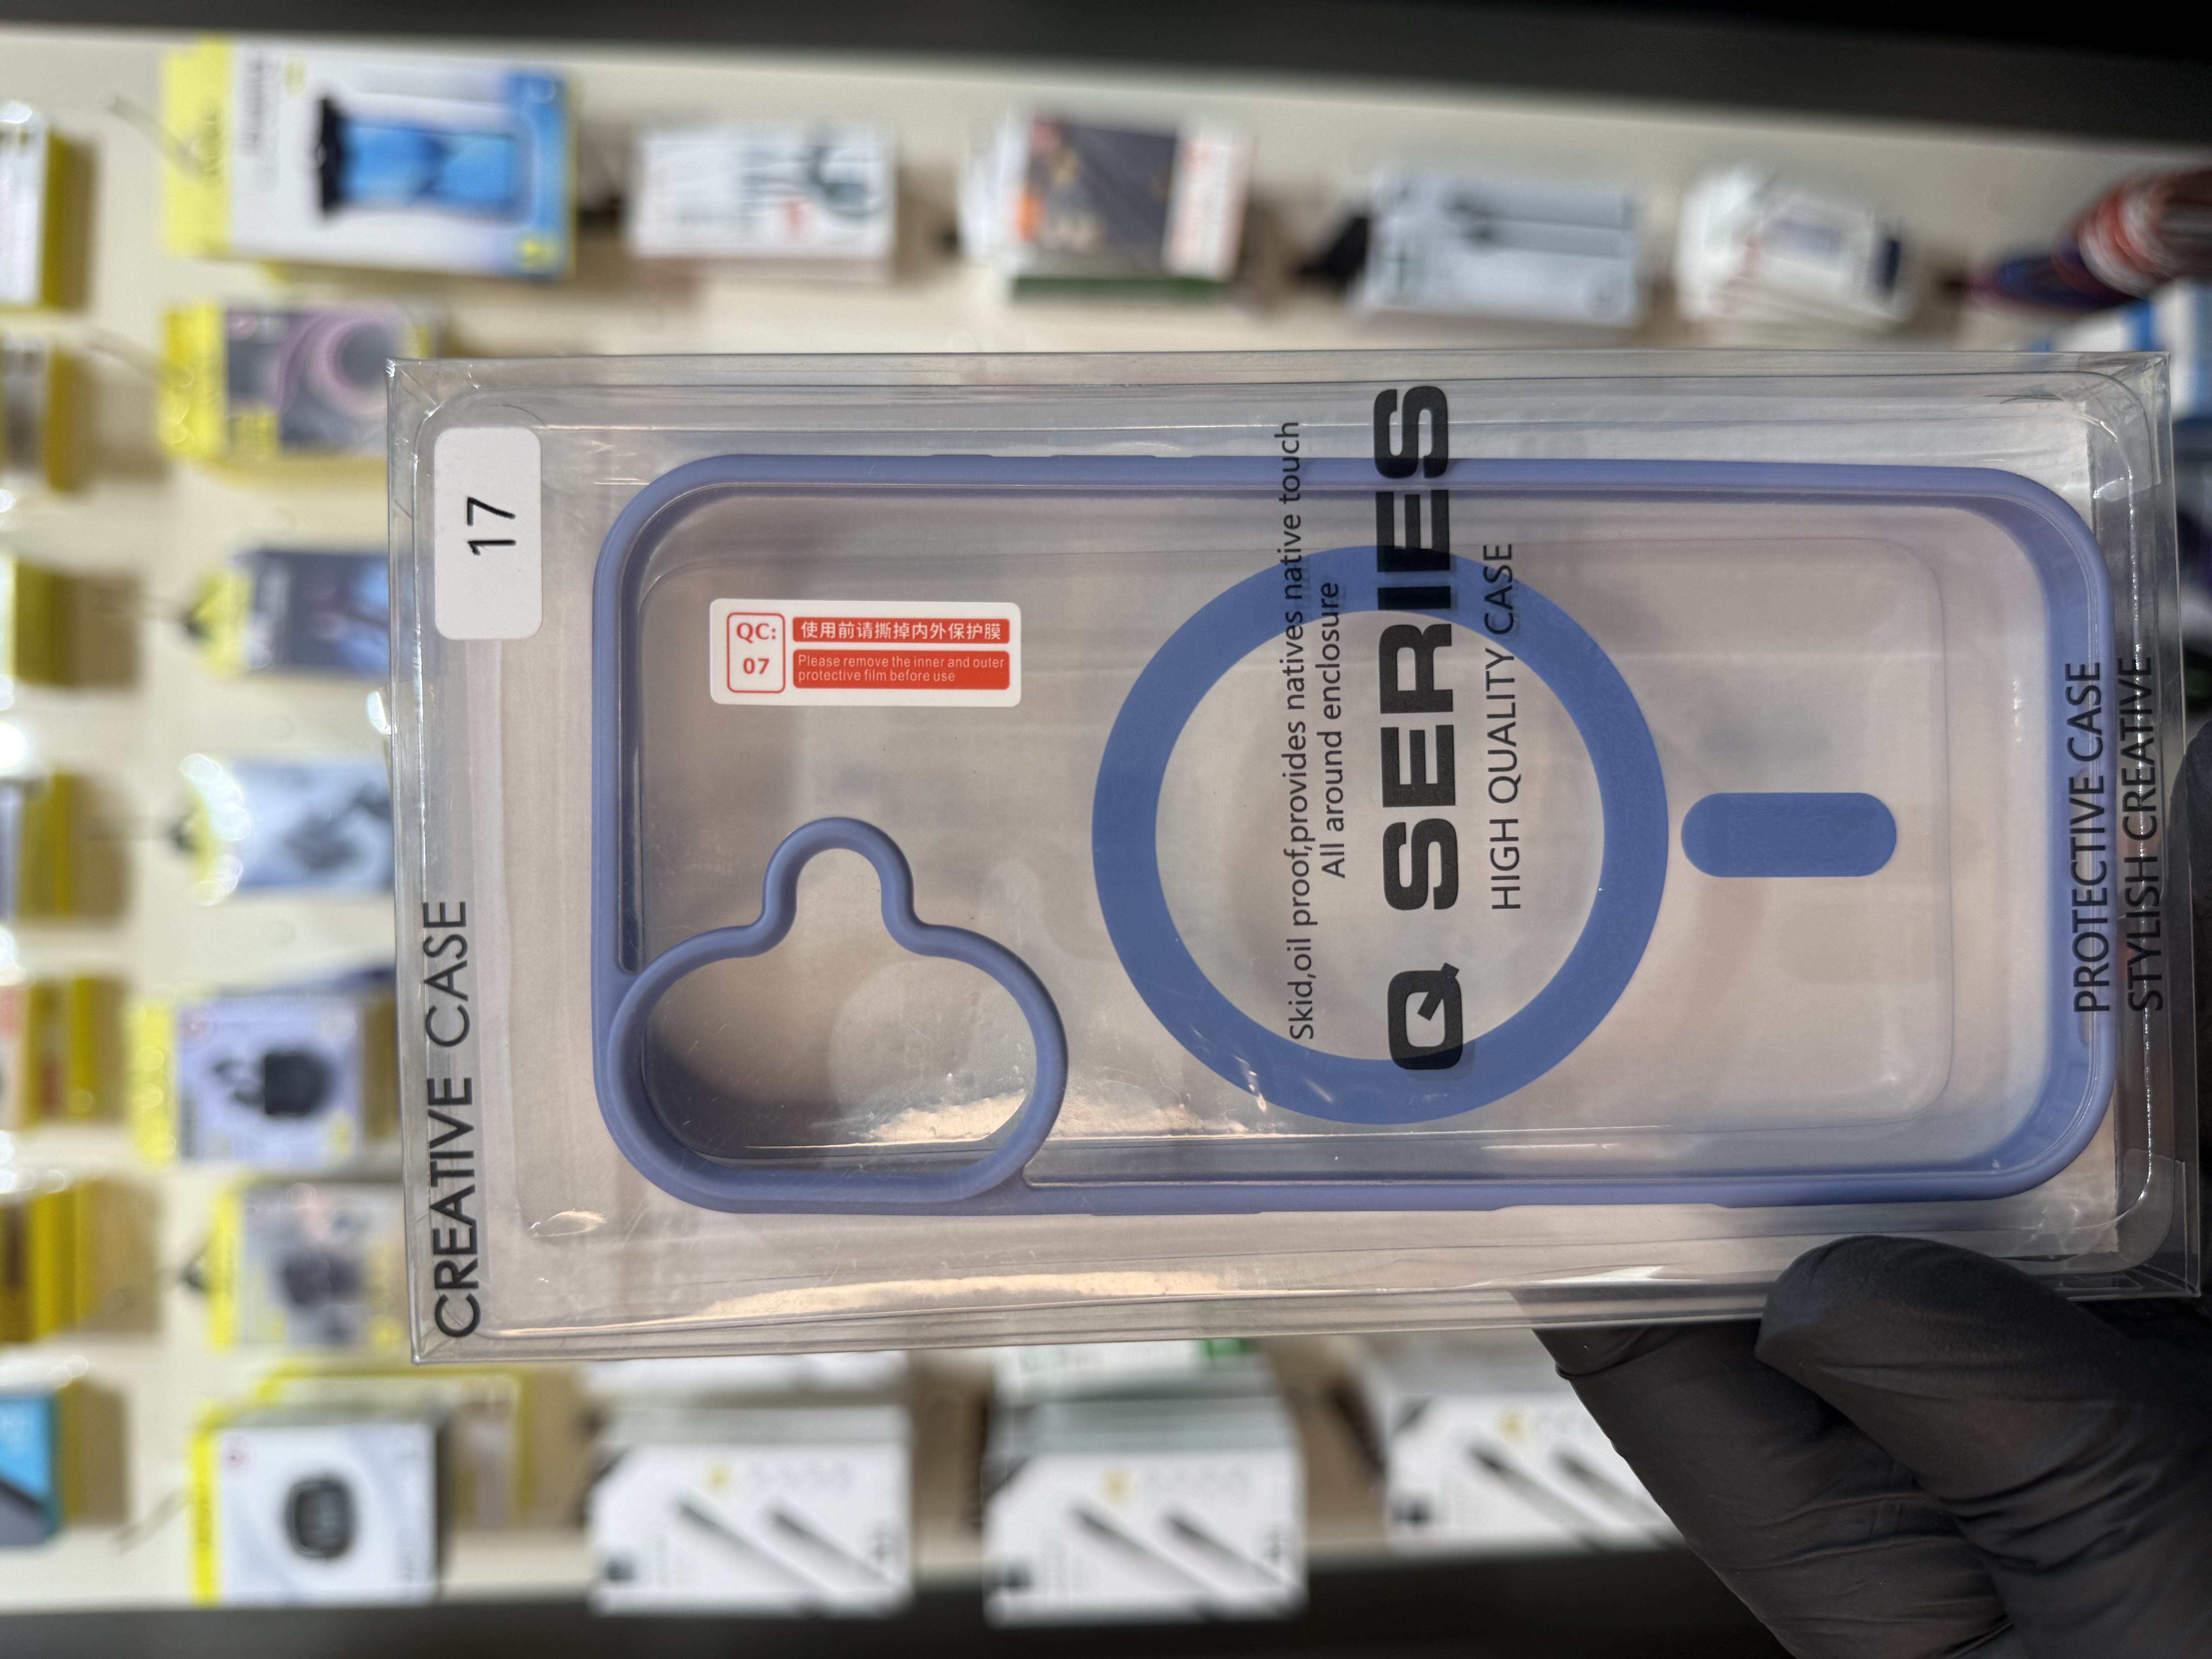 CREATIVE CASE
17
QC:
07
使用前请撕掉内外保护膜
Please remove the inner and outer
protective film before use
Skid,oil proof,provides natives native touch
All around enclosure
Q SERIES
HIGH QUALITY CASE
PROTECTIVE CASE
STYLISH CREATIVE